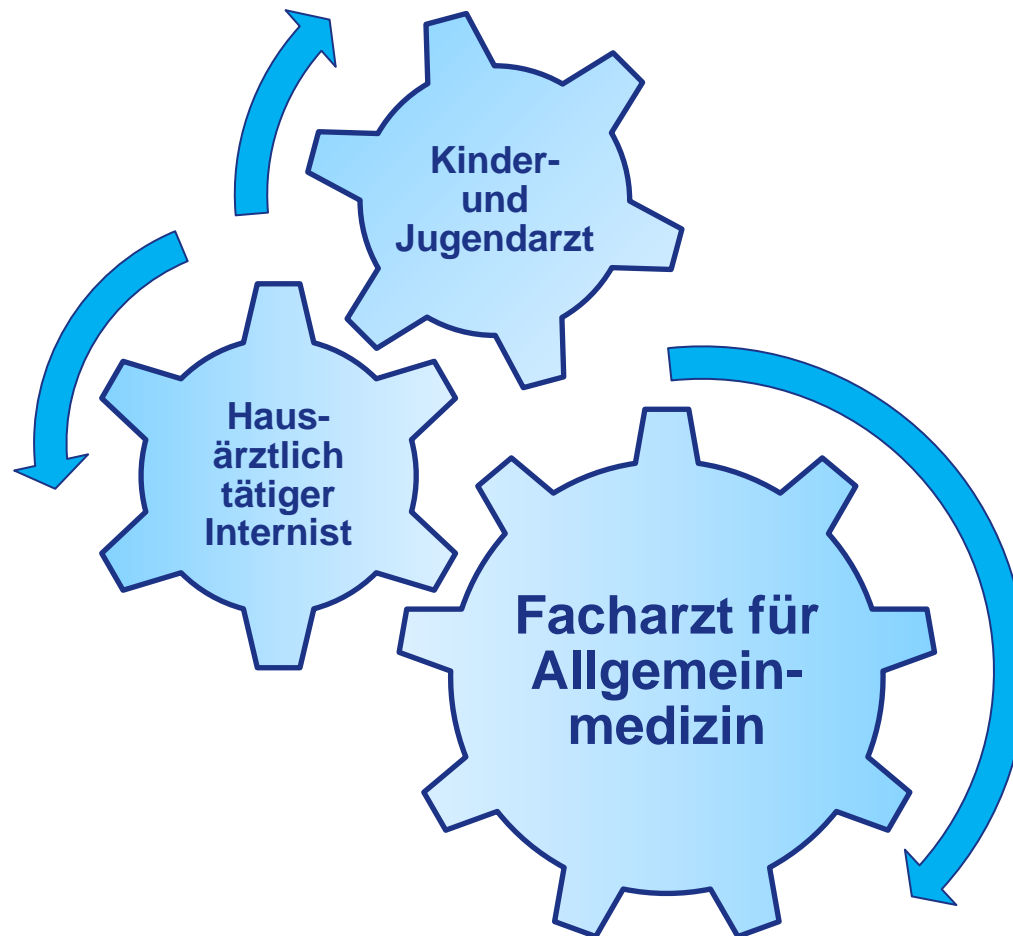 Kinder-
und
Jugendarzt
Haus-
ärztlich
tätiger
Internist
Facharzt für
Allgemein-
medizin